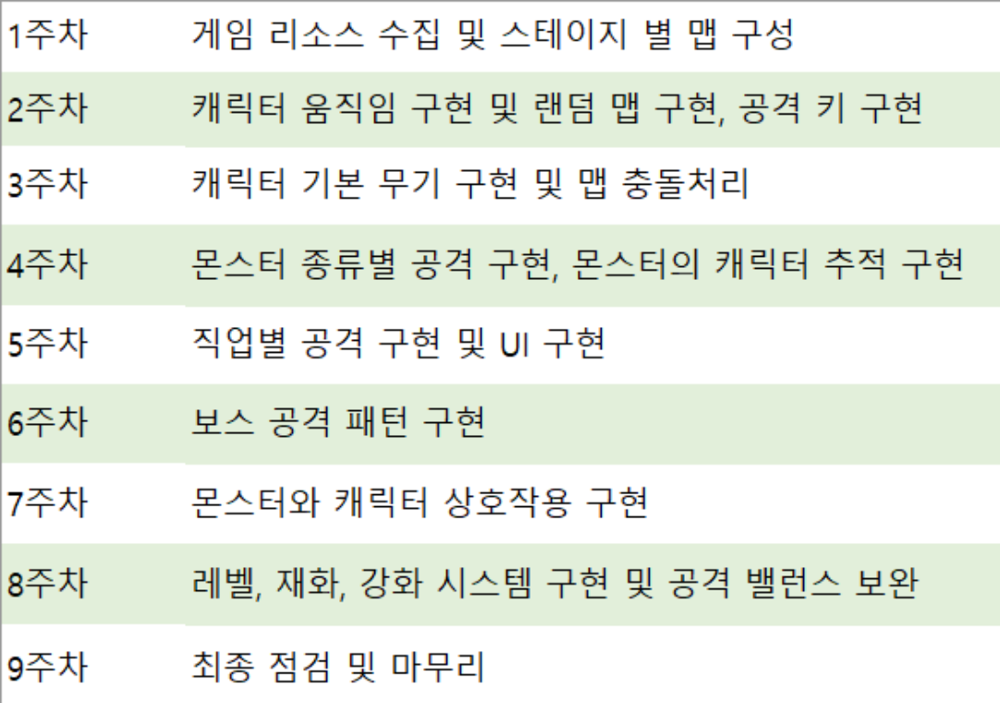 1주차 게임 리소스 수집 및 스테이지 별 맵 구성
2주차 캐릭터 움직임 구현 및 랜덤 맵 구현, 공격 키 구현
3주차 캐릭터 기본 무기 구현 및 맵 충돌처리
4주차 몬스터 종류별 공격 구현, 몬스터의 캐릭터 추적 구현
5주차 직업별 공격 구현 및 UI 구현
6주차 보스 공격 패턴 구현
7주차 몬스터와 캐릭터 상호작용 구현
8주차 레벨, 재화, 강화 시스템 구현 및 공격 밸런스 보완
9주차 최종 점검 및 마무리